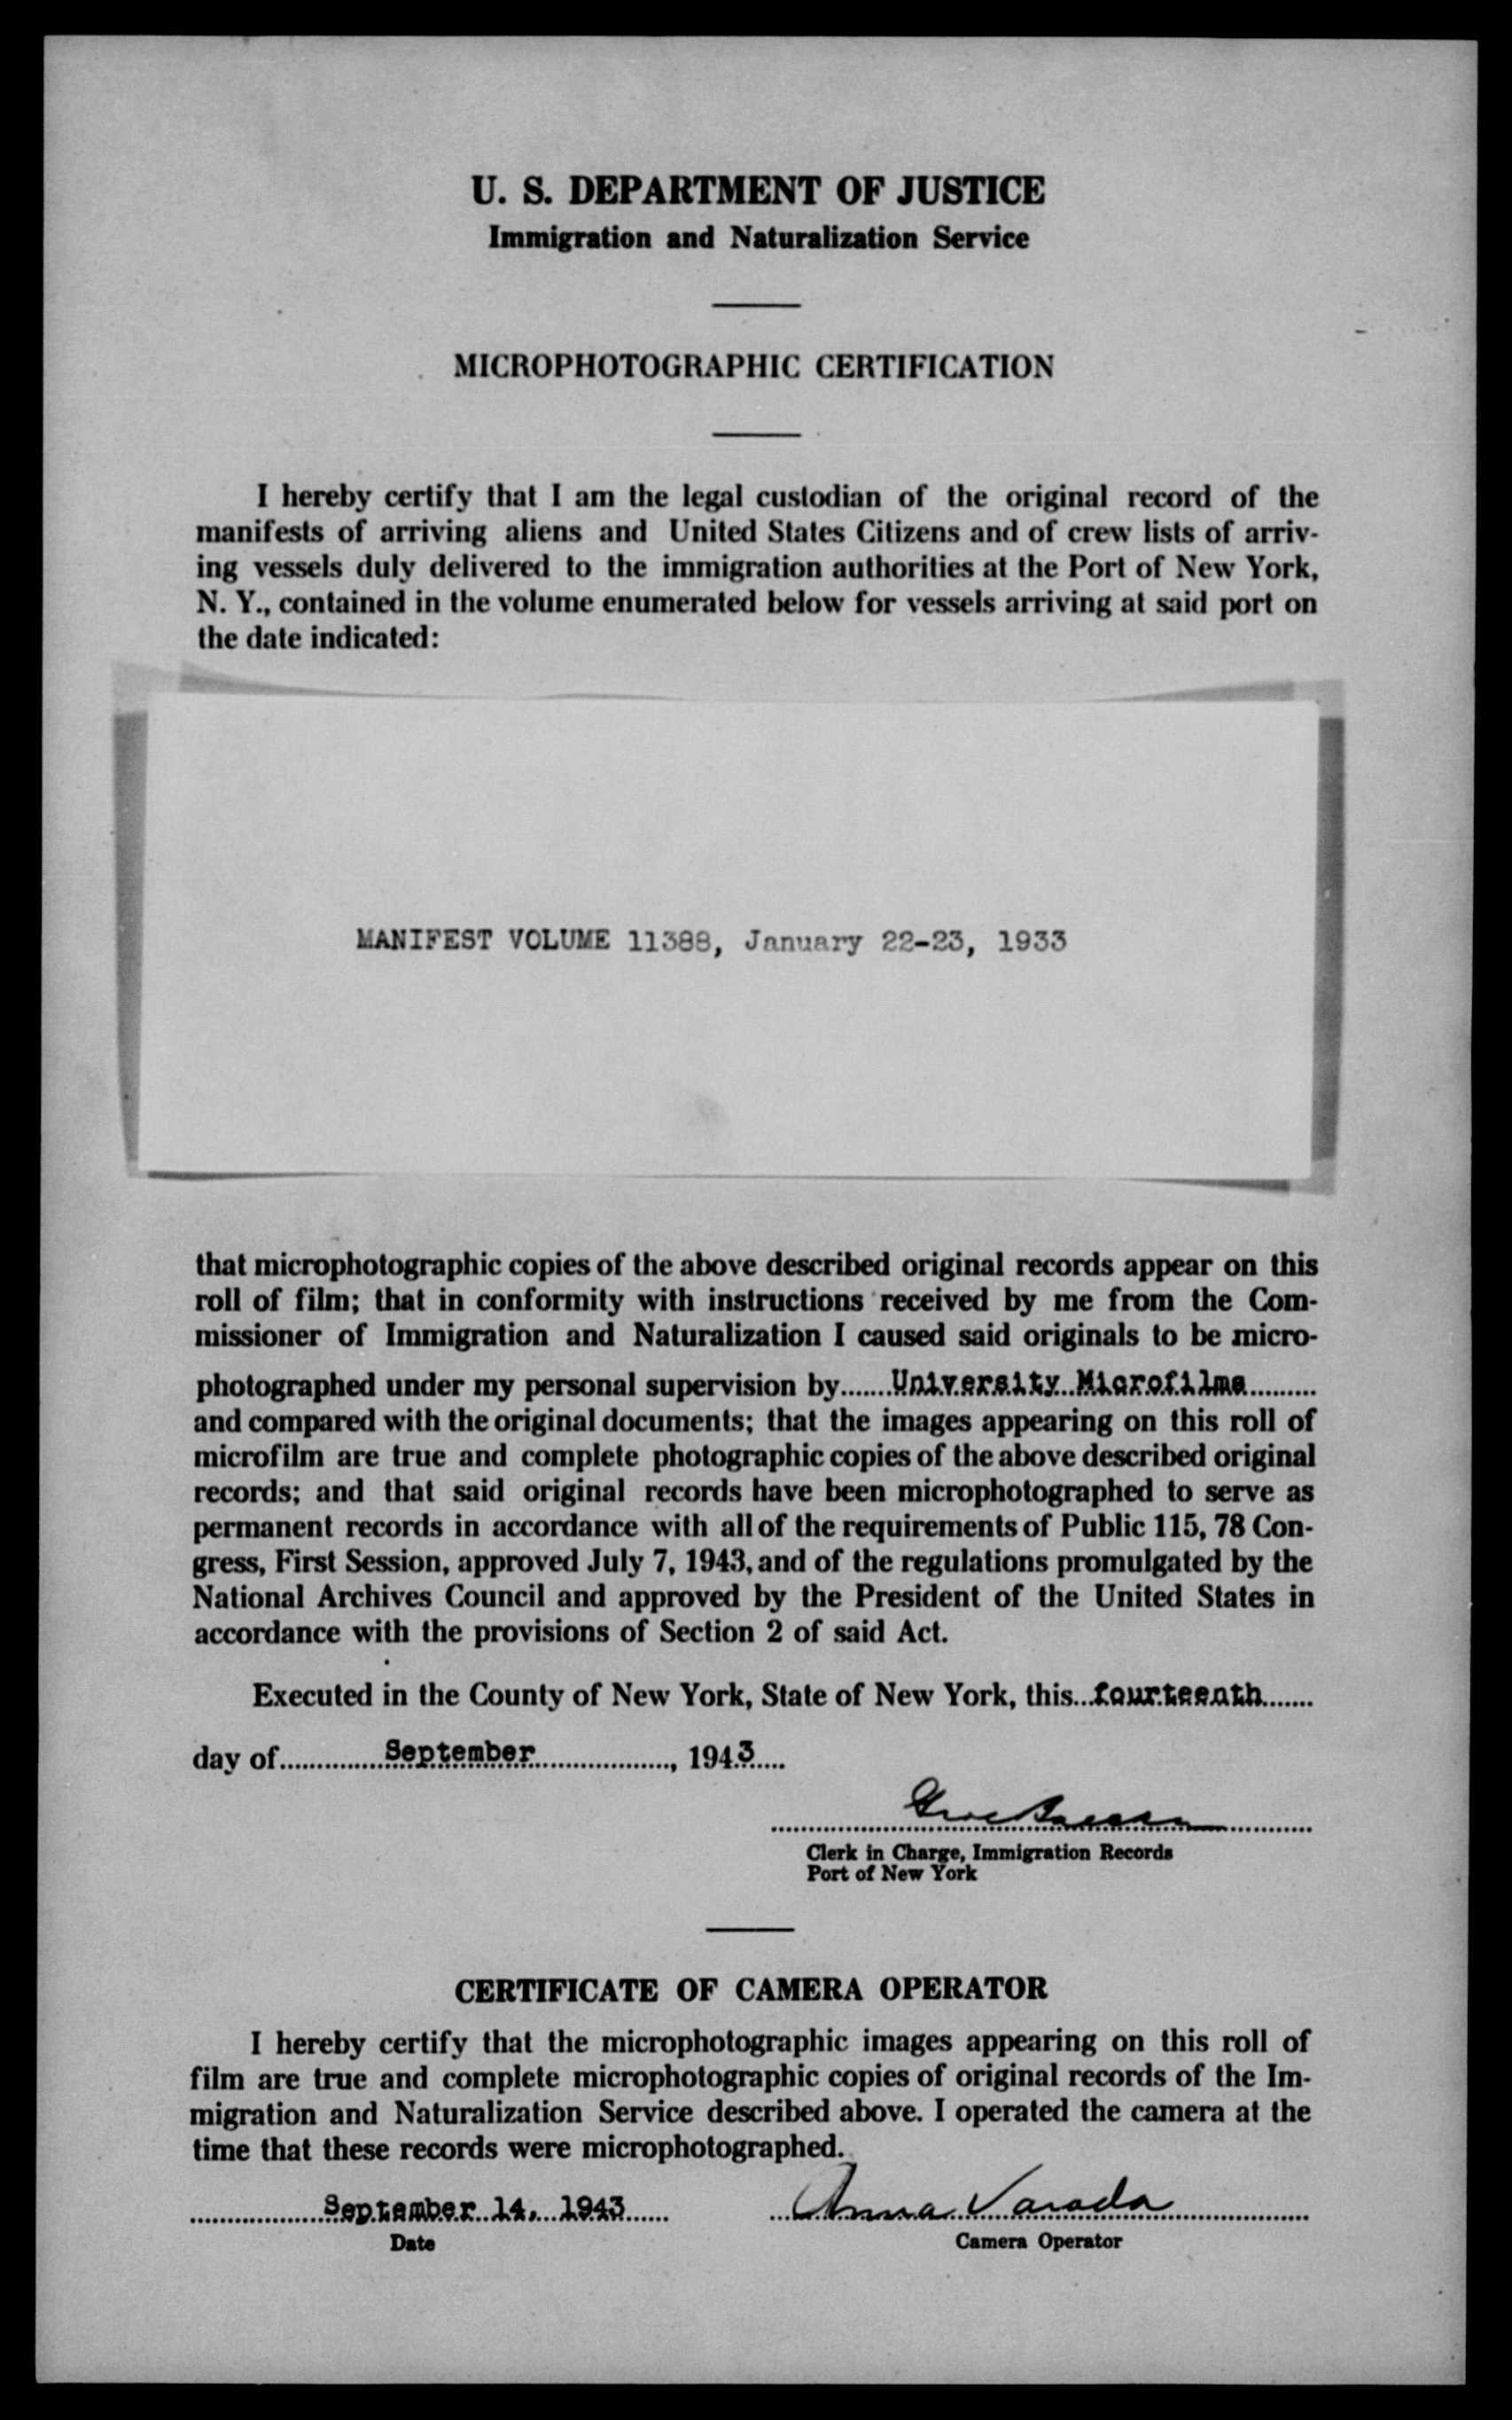 U. S. DEPARTMENT OF JUSTICE
Immigration and Naturalization Service
MICROPHOTOGRAPHIC CERTIFICATION
I hereby certify that I am the legal custodian of the original record of the
manifests of arriving aliens and United States Citizens and of crew lists of arriv-
ing vessels duly delivered to the immigration authorities at the Port of New York,
N. Y., contained in the volume enumerated below for vessels arriving at said port on
the date indicated:
MANIFEST VOLUME 11388, January 22-23, 1933
that microphotographic copies of the above described original records appear on this
roll of film; that in conformity with instructions received by me from the Com-
missioner of Immigration and Naturalization I caused said originals to be micro-
photographed under my personal supervision by.......University Microfilms..........
and compared with the original documents; that the images appearing on this roll of
microfilm are true and complete photographic copies of the above described original
records; and that said original records have been microphotographed to serve as
permanent records in accordance with all of the requirements of Public 115, 78 Con-
gress, First Session, approved July 7, 1943, and of the regulations promulgated by the
National Archives Council and approved by the President of the United States in
accordance with the provisions of Section 2 of said Act.
Executed in the County of New York, State of New York, this...fourteenth.......
day of..............September..................., 1943.....
Clerk in Charge, Immigration Records
Port of New York
CERTIFICATE OF CAMERA OPERATOR
I hereby certify that the microphotographic images appearing on this roll of
film are true and complete microphotographic copies of original records of the Im-
migration and Naturalization Service described above. I operated the camera at the
time that these records were microphotographed.
..................September 14, 1943...... Anna Varada
Date Camera Operator